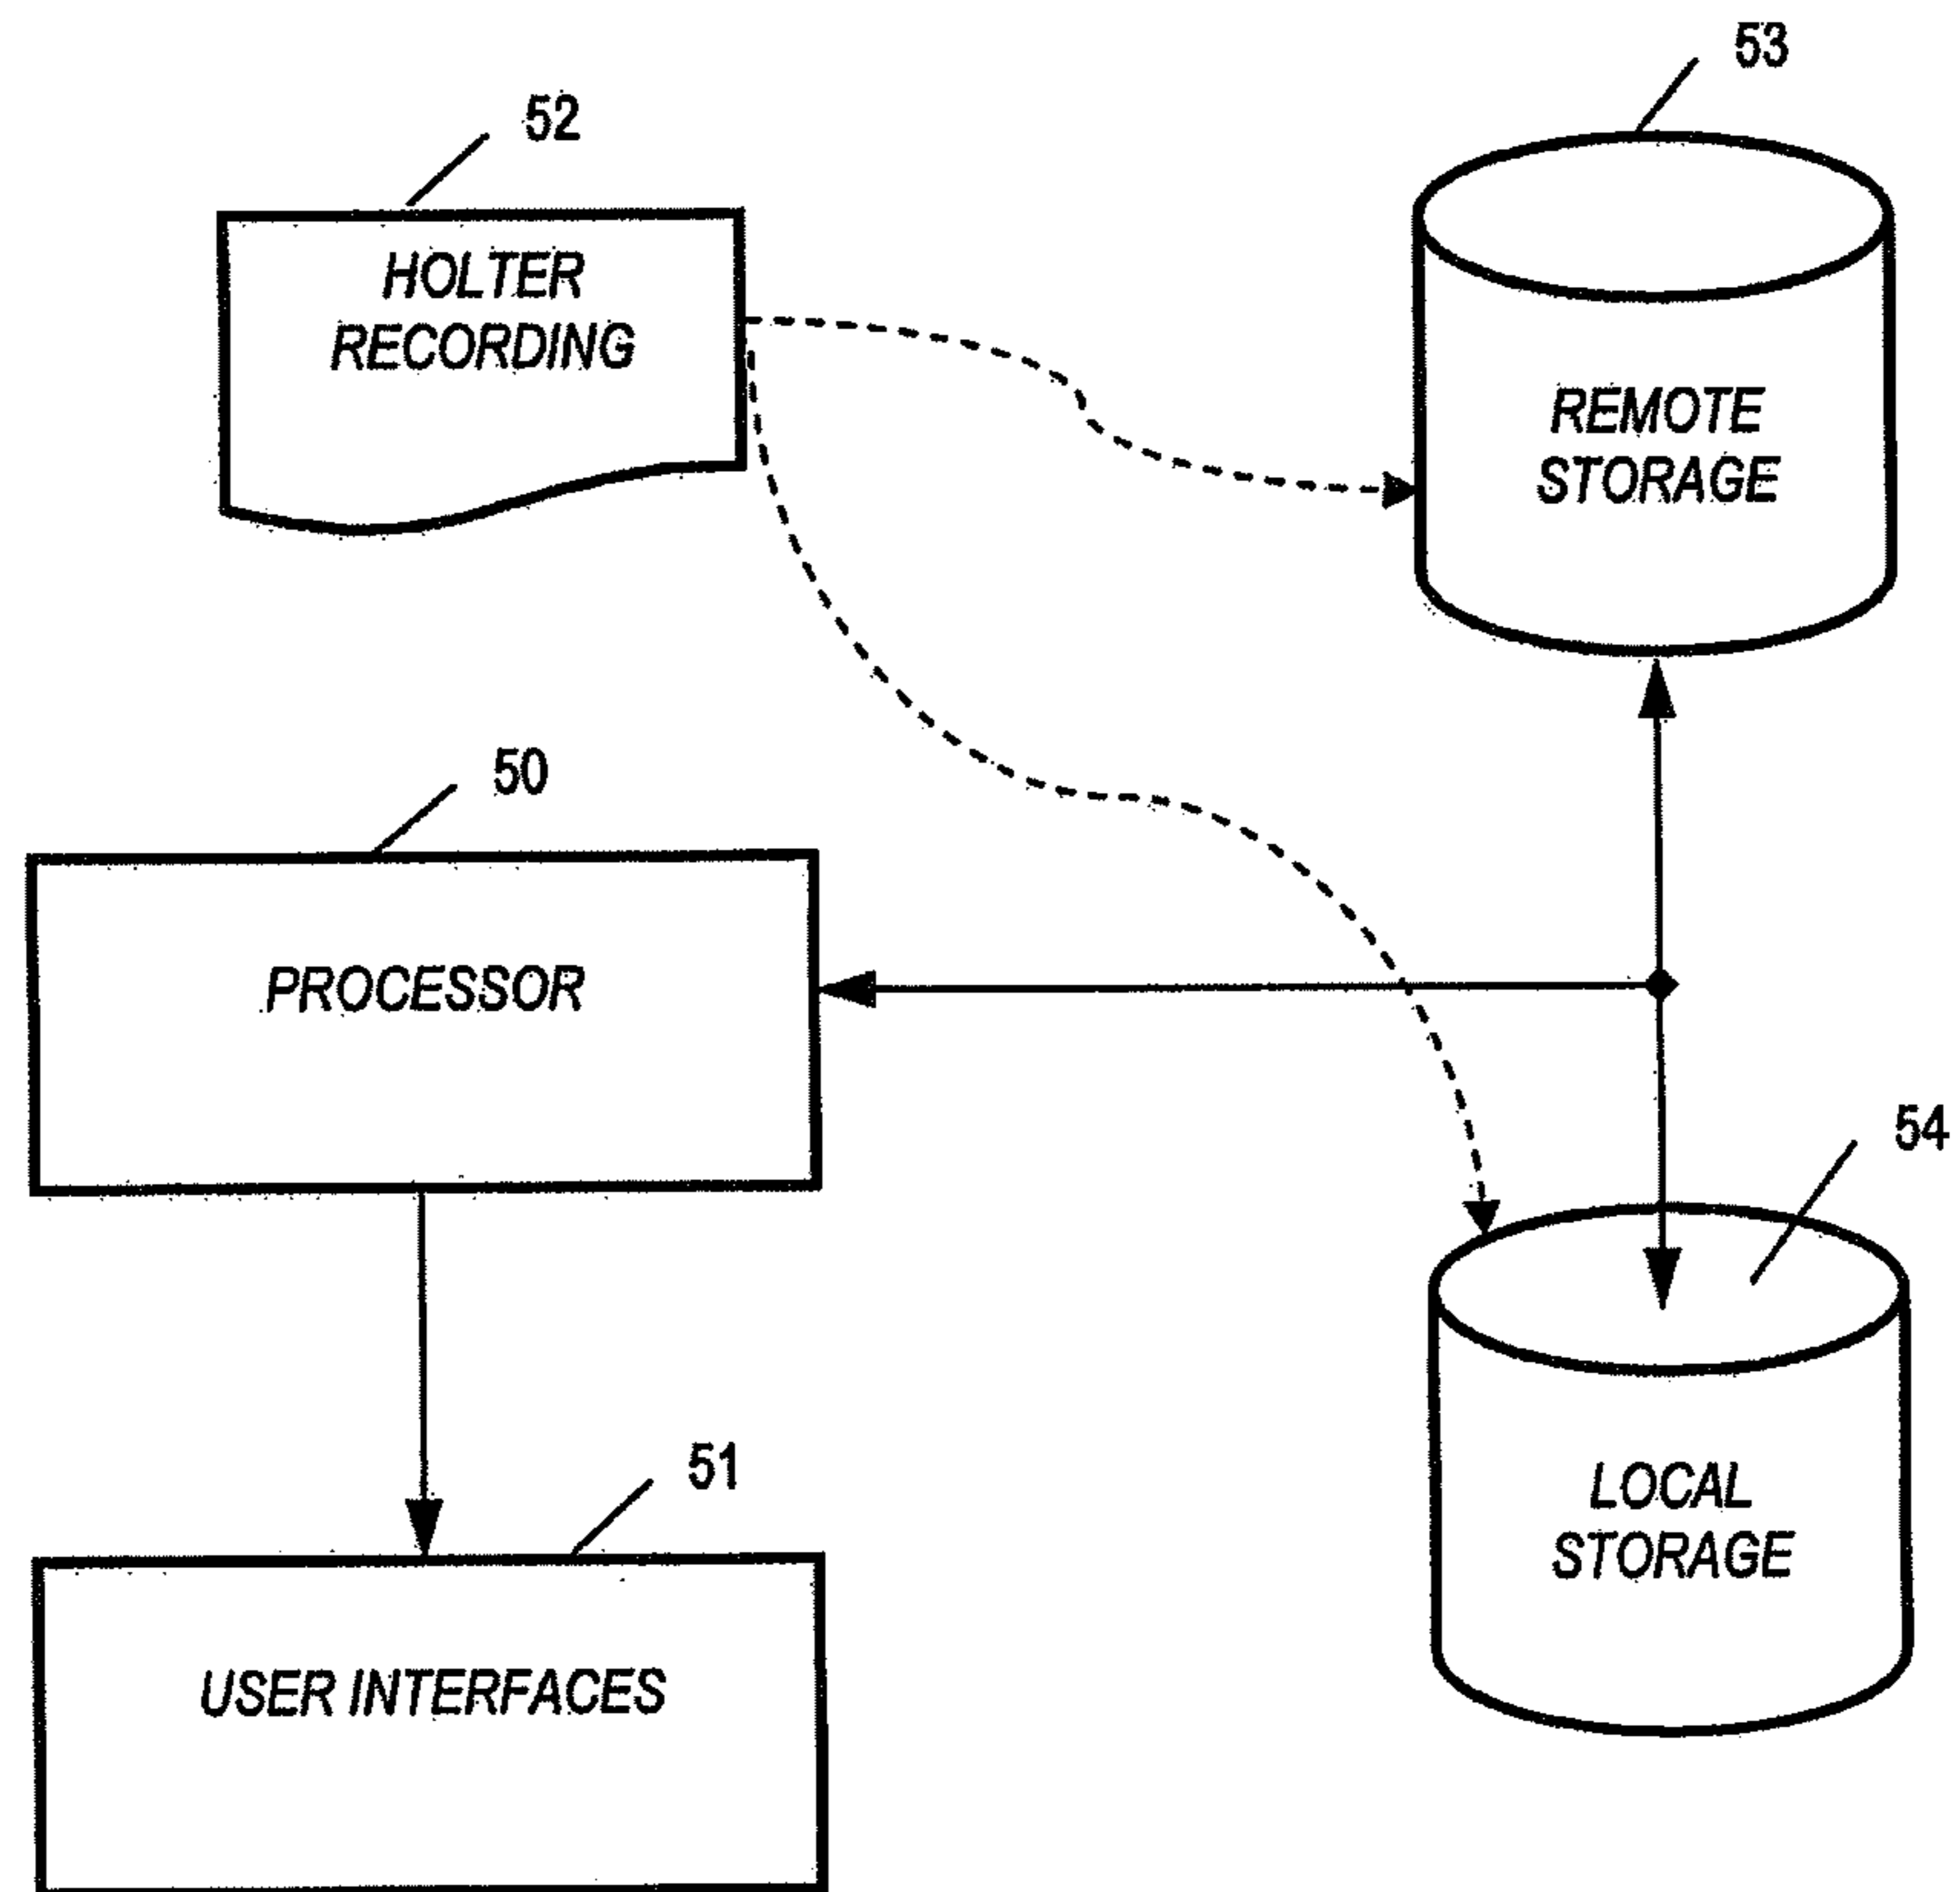 53
52
HOLTER
RECORDING
REMOTE
STORAGE
50
PROCESSOR
54
51
LOCAL
STORAGE
USER INTERFACES